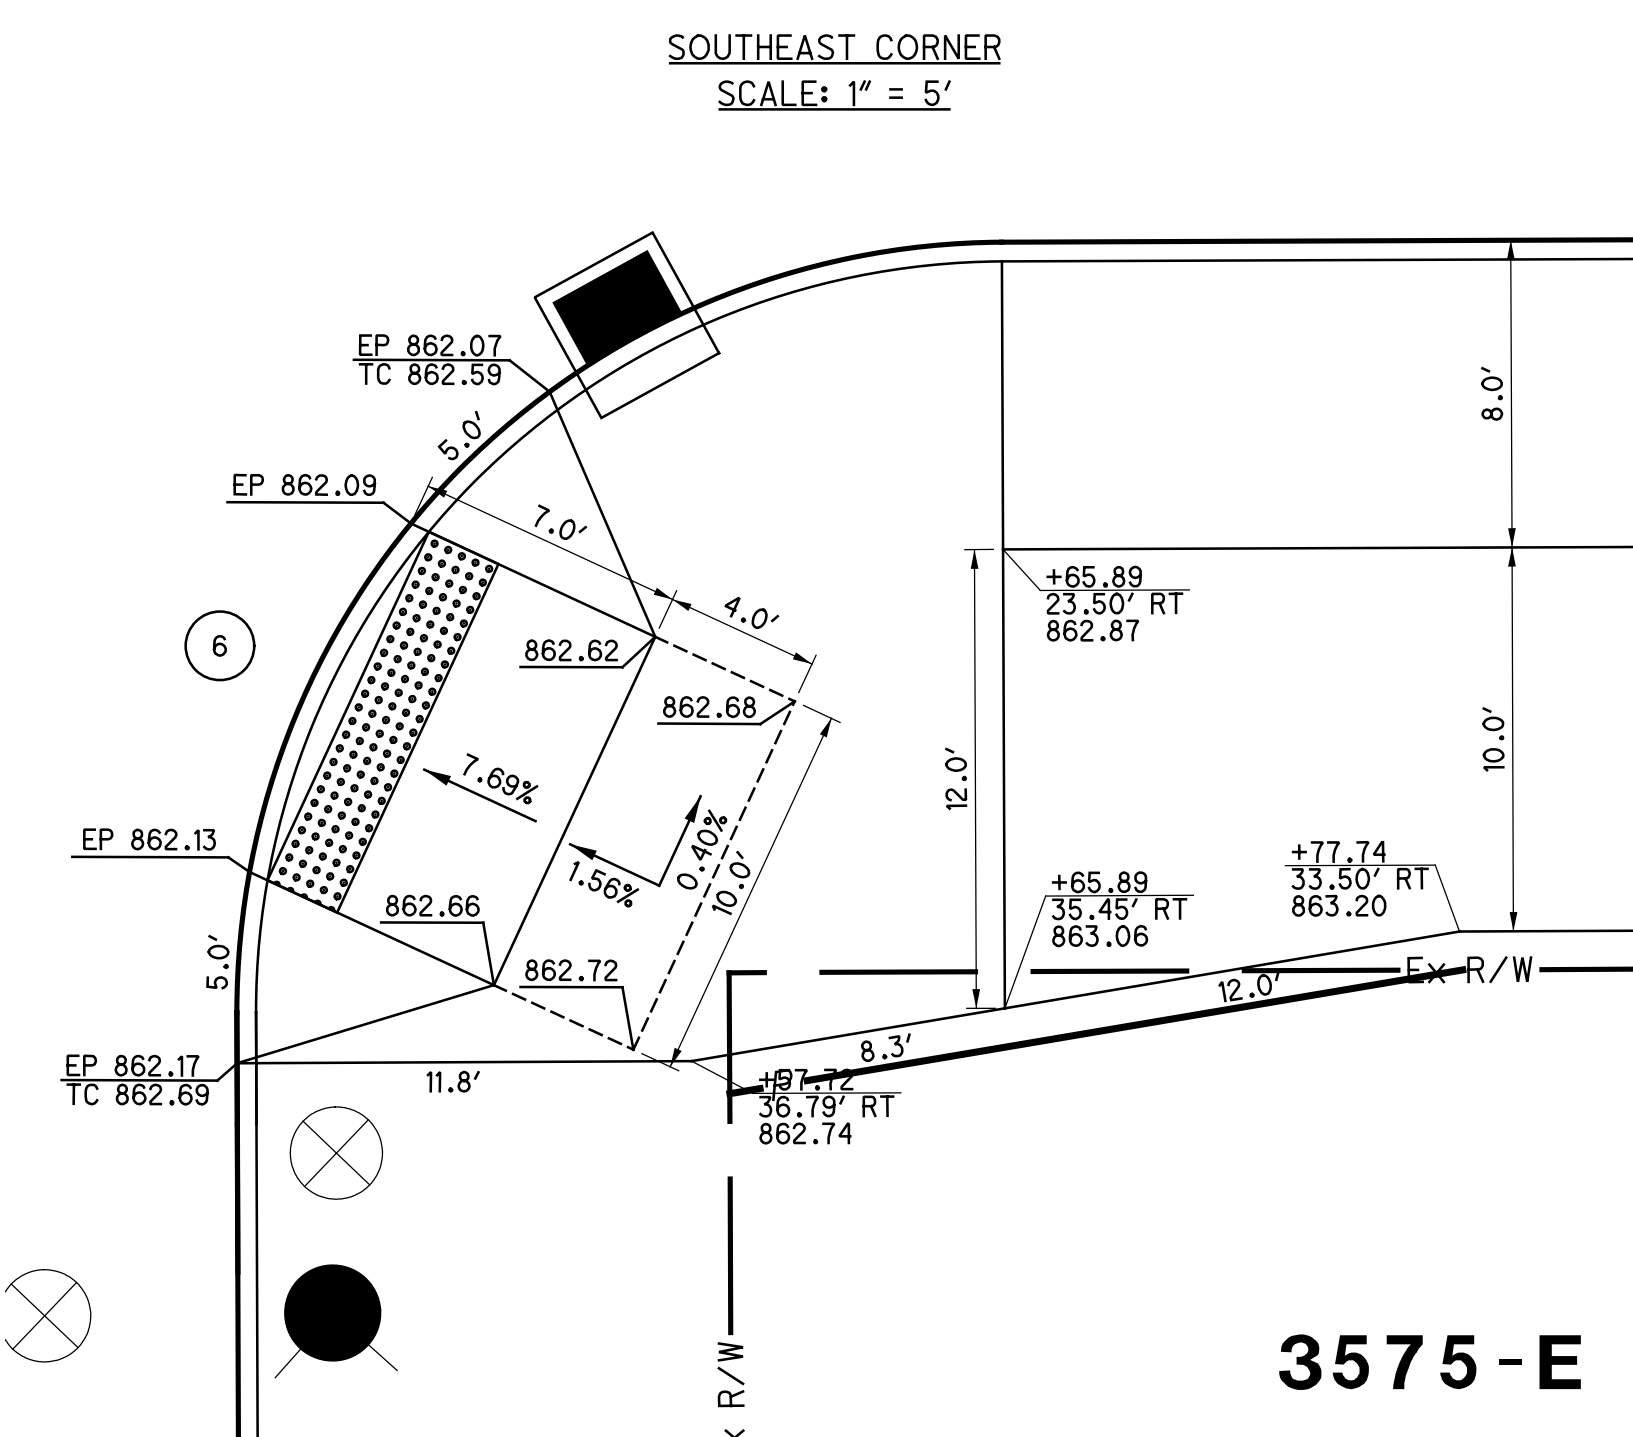 SOUTHEAST CORNER
SCALE: 1" = 5'
EP 862.07
TC 862.59
5.0'
EP 862.09
7.0'
4.0'
8.0'
+65.89
23.50' RT
862.87
6
862.62
862.68
7.69%
0.40%
1.56%
10.0'
12.0'
10.0'
EP 862.13
862.66
5.0'
862.72
+65.89
35.45' RT
863.06
+77.74
33.50' RT
863.20
Ex R/W
12.0'
8.3'
EP 862.17
TC 862.69
11.8'
+57.72
36.79' RT
862.74
x R/W
3575-E